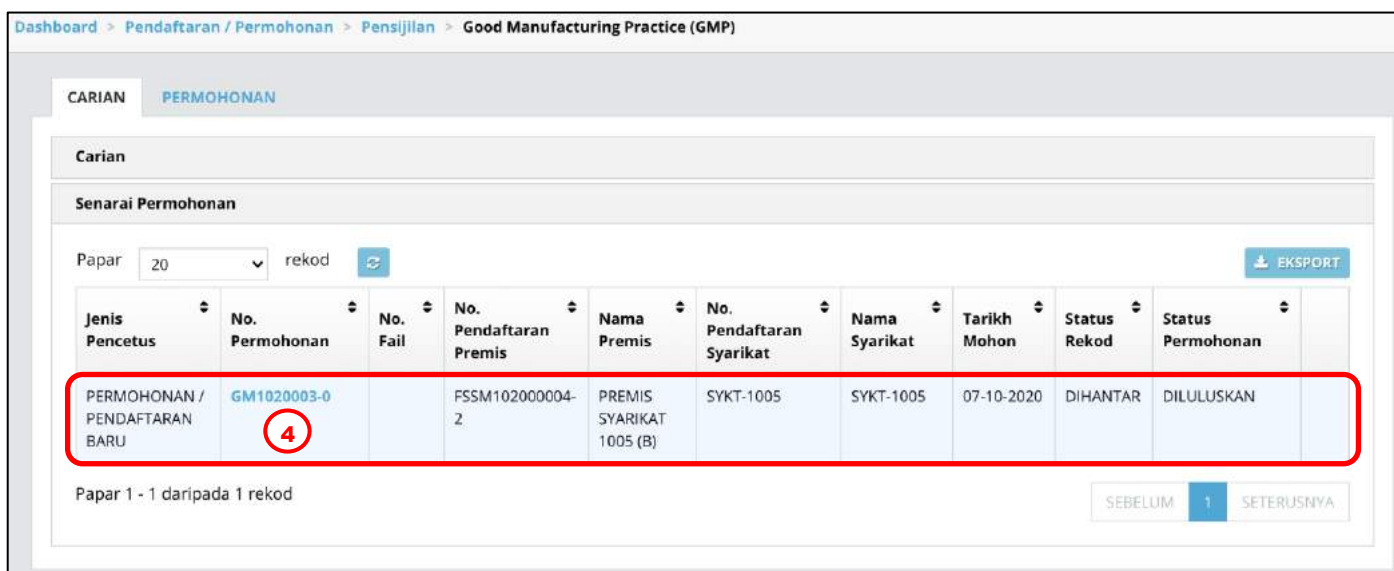 Dashboard > Pendaftaran / Permohonan > Pensijilan > Good Manufacturing Practice (GMP)
CARIAN PERMOHONAN
Carian
Senarai Permohonan
Papar 20 rekod EKSPORT
Jenis Pencetus
No. Permohonan
No. Fail
No. Pendaftaran Premis
Nama Premis
No. Pendaftaran Syarikat
Nama Syarikat
Tarikh Mohon
Status Rekod
Status Permohonan
PERMOHONAN / PENDAFTARAN BARU
GM1020003-0
4
FSSM102000004-2
PREMIS SYARIKAT 1005 (B)
SYKT-1005
SYKT-1005
07-10-2020
DIHANTAR
DILULUSKAN
Papar 1 - 1 daripada 1 rekod
SEBELUM 1 SETERUSNYA